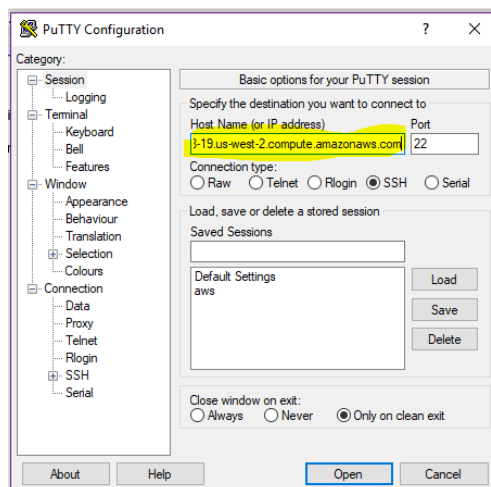 PuTTY Configuration
? ×
Category:
Session
Logging
Terminal
Keyboard
Bell
Features
Window
Appearance
Behaviour
Translation
Selection
Colours
Connection
Data
Proxy
Telnet
Rlogin
SSH
Serial
Basic options for your PuTTY session
Specify the destination you want to connect to
Host Name (or IP address) Port
-19.us-west-2.compute.amazonaws.com 22
Connection type:
Raw Telnet Rlogin SSH Serial
Load, save or delete a stored session
Saved Sessions
Default Settings
aws
Load
Save
Delete
Close window on exit:
Always Never Only on clean exit
About Help Open Cancel